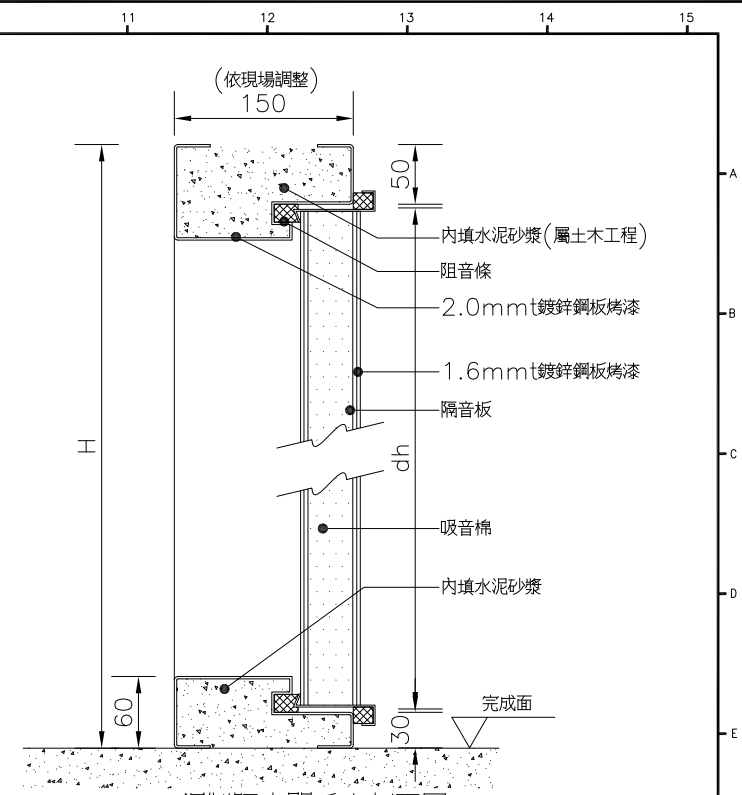 11 12 13 14 15
(依現場調整)
150
50
A
內填水泥砂漿(屬土木工程)
阻音條
2.0mmt鍍鋅鋼板烤漆
B
1.6mmt鍍鋅鋼板烤漆
隔音板
H
dh
C
吸音棉
內填水泥砂漿
D
60
30
完成面
E